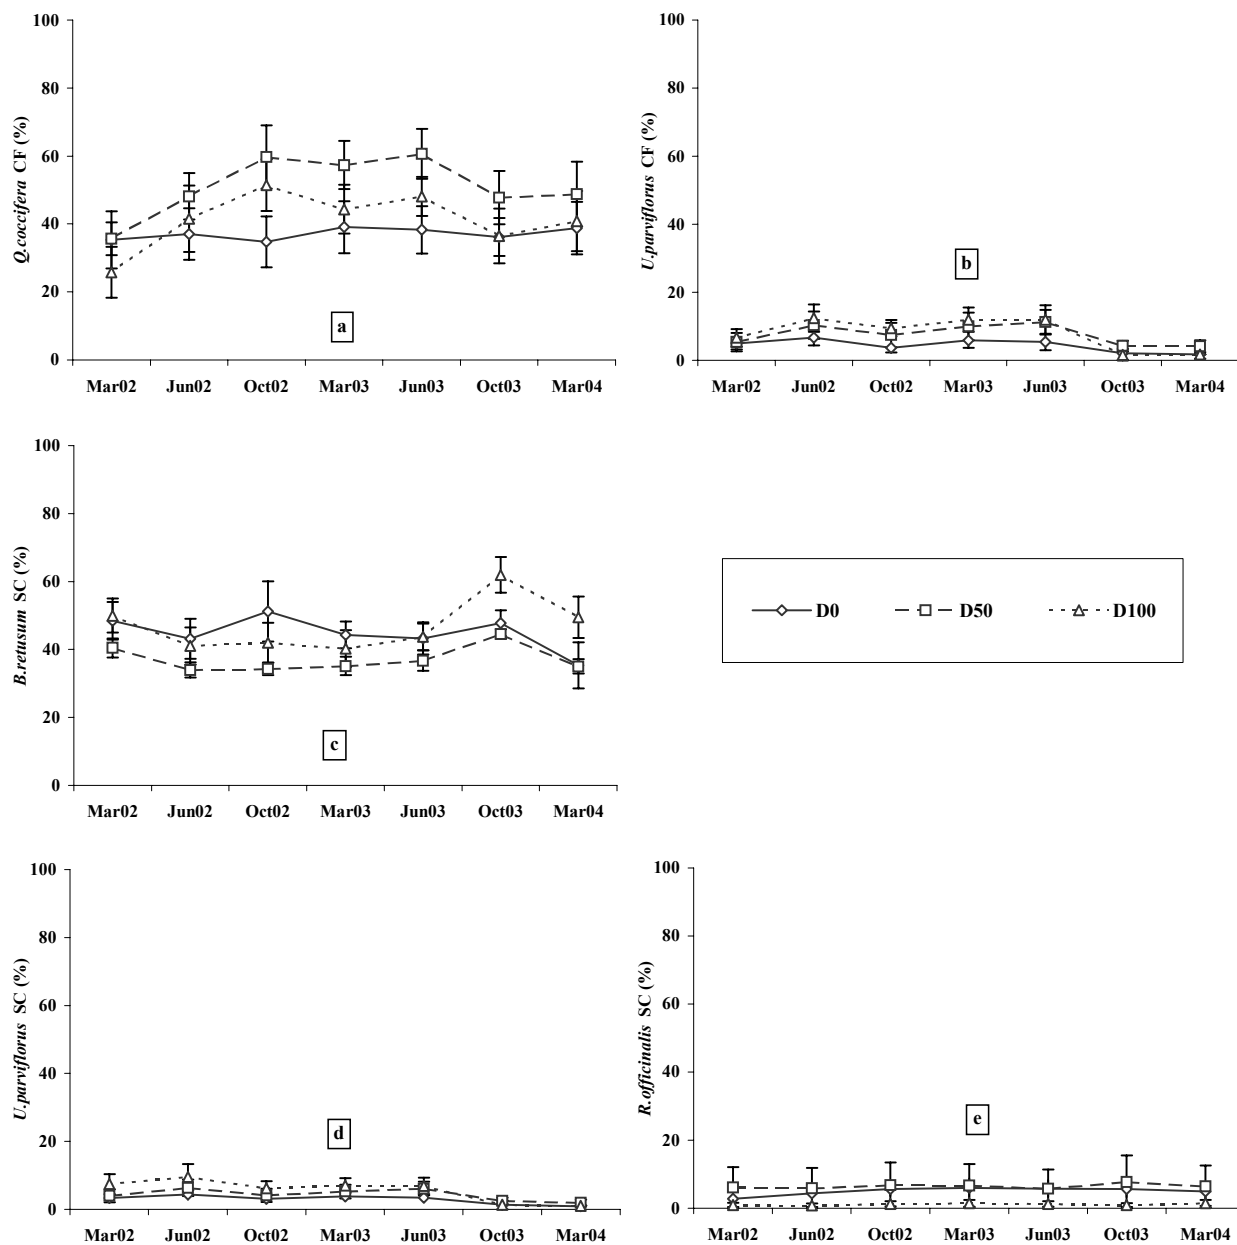 Q.coccifera CF (%)
100
80
60
40
20
0
a
Mar02 Jun02 Oct02 Mar03 Jun03 Oct03 Mar04
U.parviflorus CF (%)
100
80
60
40
20
0
b
Mar02 Jun02 Oct02 Mar03 Jun03 Oct03 Mar04
B.retusum SC (%)
100
80
60
40
20
0
c
Mar02 Jun02 Oct02 Mar03 Jun03 Oct03 Mar04
D0 D50 D100
U.parviflorus SC (%)
100
80
60
40
20
0
d
Mar02 Jun02 Oct02 Mar03 Jun03 Oct03 Mar04
R.officinalis SC (%)
100
80
60
40
20
0
e
Mar02 Jun02 Oct02 Mar03 Jun03 Oct03 Mar04